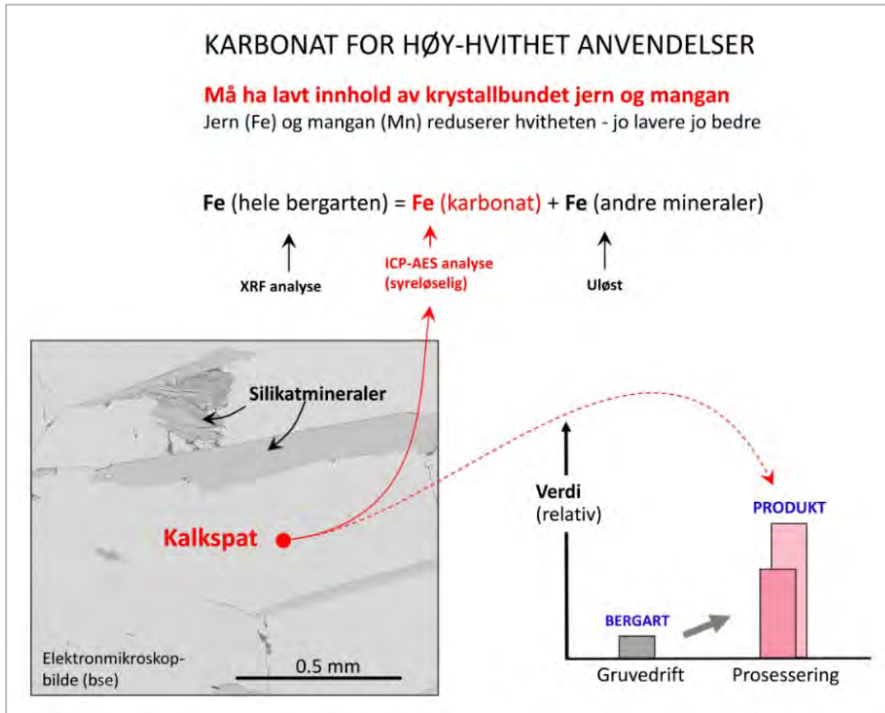 KARBONAT FOR HØY-HVITHET ANVENDELSER
Må ha lavt innhold av krystallbundet jern og mangan
Jern (Fe) og mangan (Mn) reduserer hvitheten - jo lavere jo bedre
Fe (hele bergarten) = Fe (karbonat) + Fe (andre mineraler)
XRF analyse
ICP-AES analyse
(syreløselig)
Uløst
Silikatmineraler
Kalkspat
Elektronmikroskop-
bilde (bse)
0.5 mm
Verdi
(relativ)
PRODUKT
BERGART
Gruvedrift
Prosessering